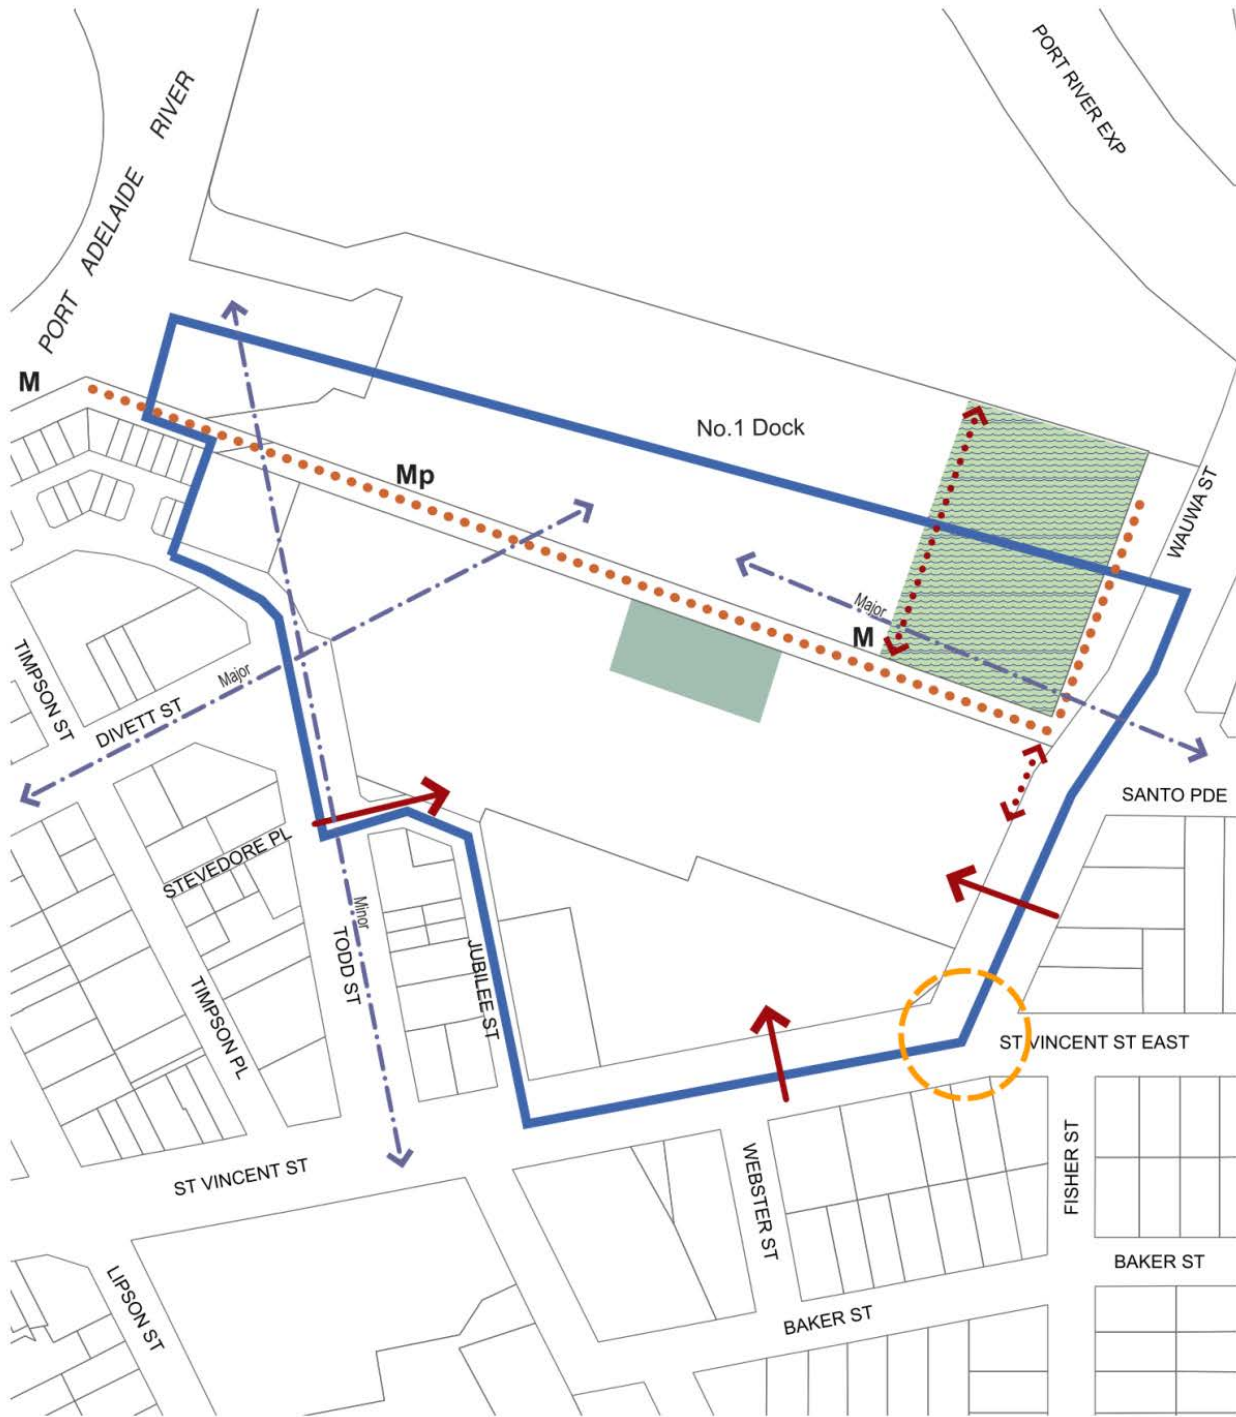 PORT RIVER EXP
PORT ADELAIDE RIVER
M
No.1 Dock
Mp
WAUWA ST
Major
M
TIMPSON ST
Major
DIVETT ST
SANTO PDE
STEVEDORE PL
Minor
TODD ST
JUBILEE ST
TIMPSON PL
ST VINCENT ST EAST
ST VINCENT ST
WEBSTER ST
FISHER ST
BAKER ST
LIPSON ST
BAKER ST